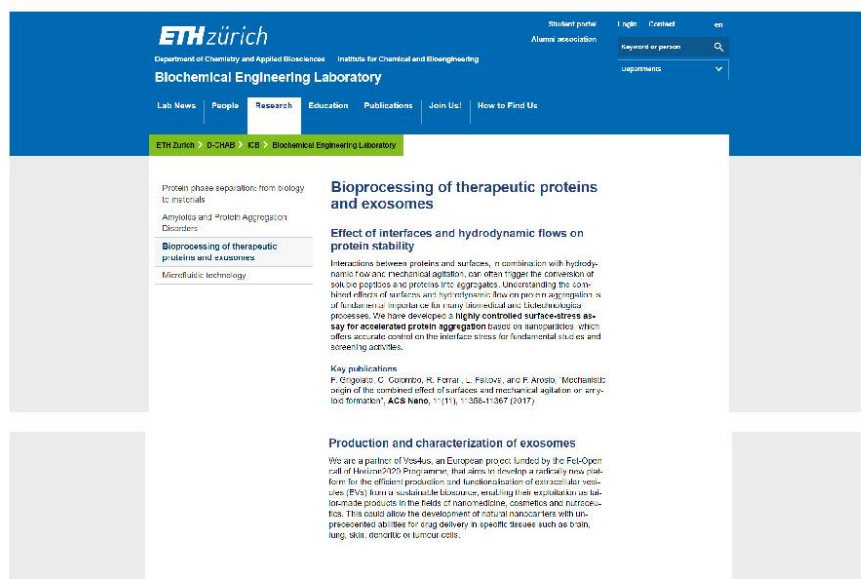 ETH zürich
Student portal
Alumni association
Login Contact en
Keyword or person
Departments
Department of Chemistry and Applied Biosciences Institute for Chemical and Bioengineering
Biochemical Engineering Laboratory
Lab News People Research Education Publications Join Us! How to Find Us
ETH Zurich > D-CHAB > ICB > Biochemical Engineering Laboratory
Protein phase separation: from biology
to materials
Amyloids and Protein Aggregation
Disorders
Bioprocessing of therapeutic
proteins and exosomes
Microfluidic technology
Bioprocessing of therapeutic proteins
and exosomes
Effect of interfaces and hydrodynamic flows on
protein stability
Interactions between proteins and surfaces, in combination with hydrody-
namic flow and mechanical agitation, can often trigger the conversion of
soluble peptides and proteins into aggregates. Understanding the com-
bined effects of surfaces and hydrodynamic flow on protein aggregation is
of fundamental importance for many biomedical and biotechnological
processes. We have developed a highly controlled surface-stress as-
say for accelerated protein aggregation based on nanoparticles, which
offers accurate control on the interface stress for fundamental studies and
screening activities.
Key publications
F. Grigolato, C. Colombo, R. Ferrari, L. Rezkova, and P. Arosio, "Mechanistic
origin of the combined effect of surfaces and mechanical agitation on amy-
loid formation", ACS Nano, 11(11), 11358-11367 (2017)
Production and characterization of exosomes
We are a partner of Ves4us, an European project funded by the Fet-Open
call of Horizon2020 Programme, that aims to develop a radically new plat-
form for the efficient production and functionalisation of extracellular vesi-
cles (EVs) from a sustainable biosource, enabling their exploitation as tai-
lor-made products in the fields of nanomedicine, cosmetics and nutraceu-
tics. This could allow the development of natural nanocarriers with un-
precedented abilities for drug delivery in specific tissues such as brain,
lung, skin, dendritic or tumour cells.